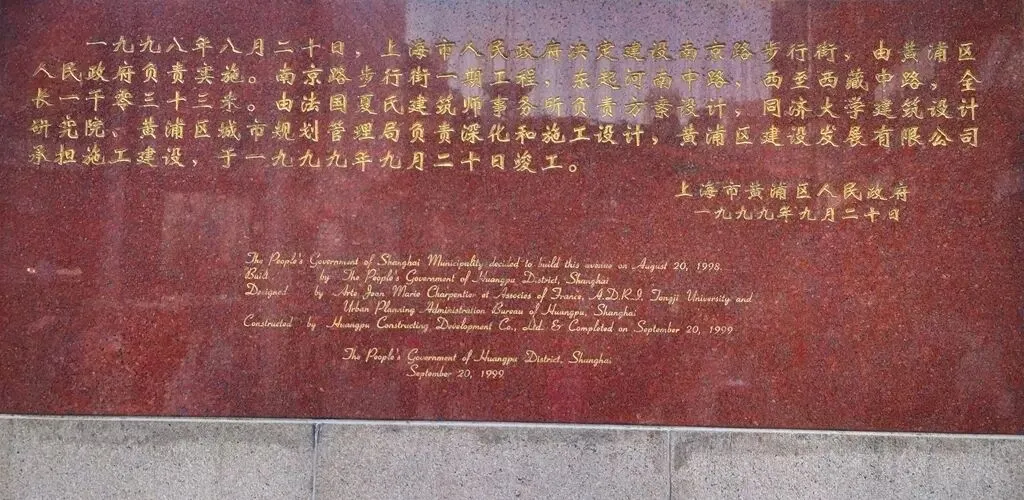 一九九八年八月二十日，上海市人民政府决定建设南京路步行街，由黄浦区
人民政府负责实施。南京路步行街一期工程，东起河南中路，西至西藏中路，全
长一千零三十三米。由法国夏氏建筑师事务所负责方案设计，同济大学建筑设计
研究院、黄浦区城市规划管理局负责深化和施工设计，黄浦区建设发展有限公司
承担施工建设，于一九九九年九月二十日竣工。
上海市黄浦区人民政府
一九九九年九月二十日
The People's Government of Shanghai Municipality decided to build this avenue on August 20, 1998
Buid by The People's Government of Huangpu District, Shanghai
Designed by Arte Jean Marie Charpentier et Associes of France, A.D.R.I. Tongji University and
Urban Planning Administration Bureau of Huangpu, Shanghai
Constructed by Huangpu Constructing Development Co., Ltd. & Completed on September 20, 1999
The People's Government of Huangpu District, Shanghai
September 20, 1999